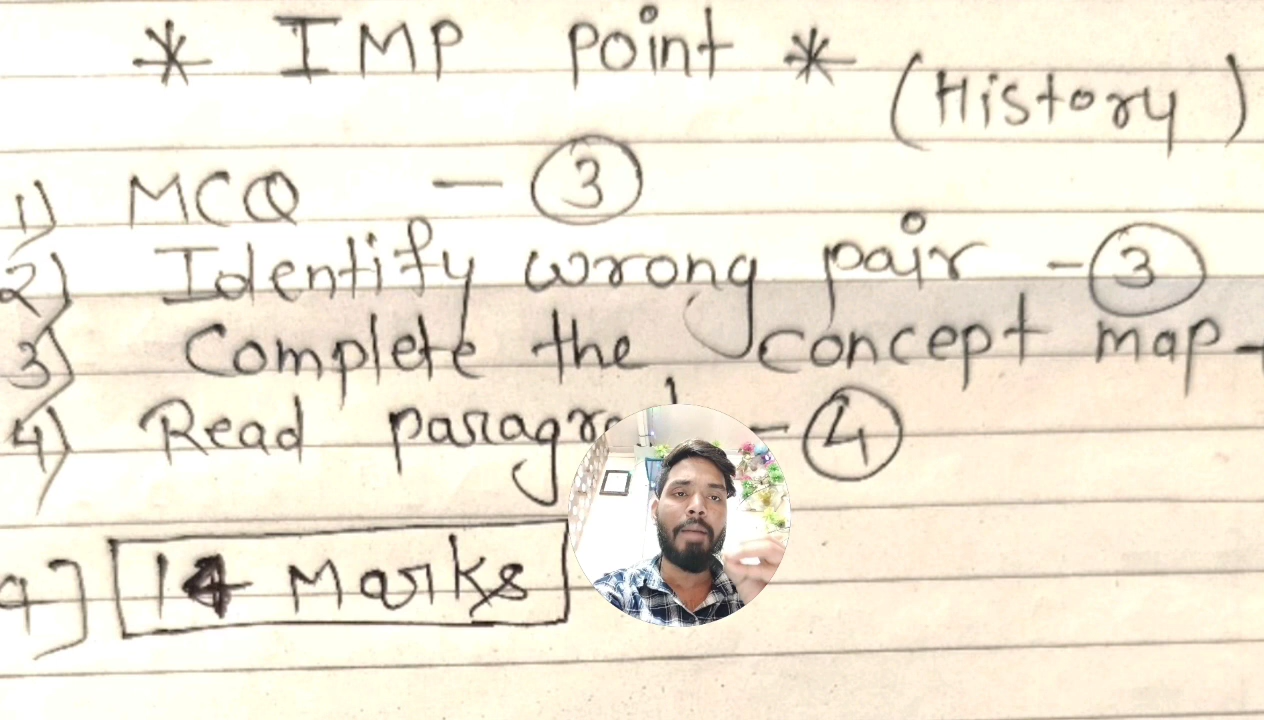 * IMP point *
(History)
1) MCQ - 3
2) Identify wrong pair - 3
3) Complete the concept map -
4) Read - 4
a] 14 Marks